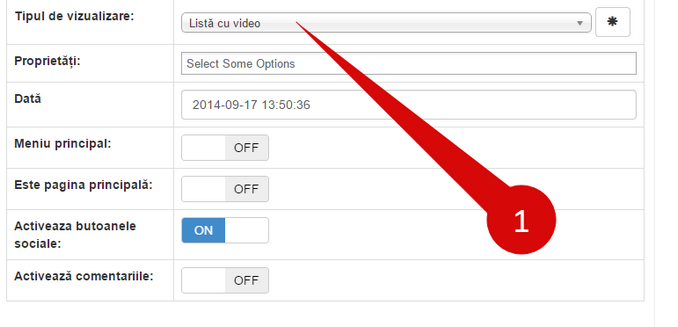 Tipul de vizualizare:
Listă cu video
Proprietăți:
Select Some Options
Dată
2014-09-17 13:50:36
Meniu principal:
OFF
Este pagina principală:
OFF
Activeaza butoanele
sociale:
ON
Activează comentariile:
OFF
1